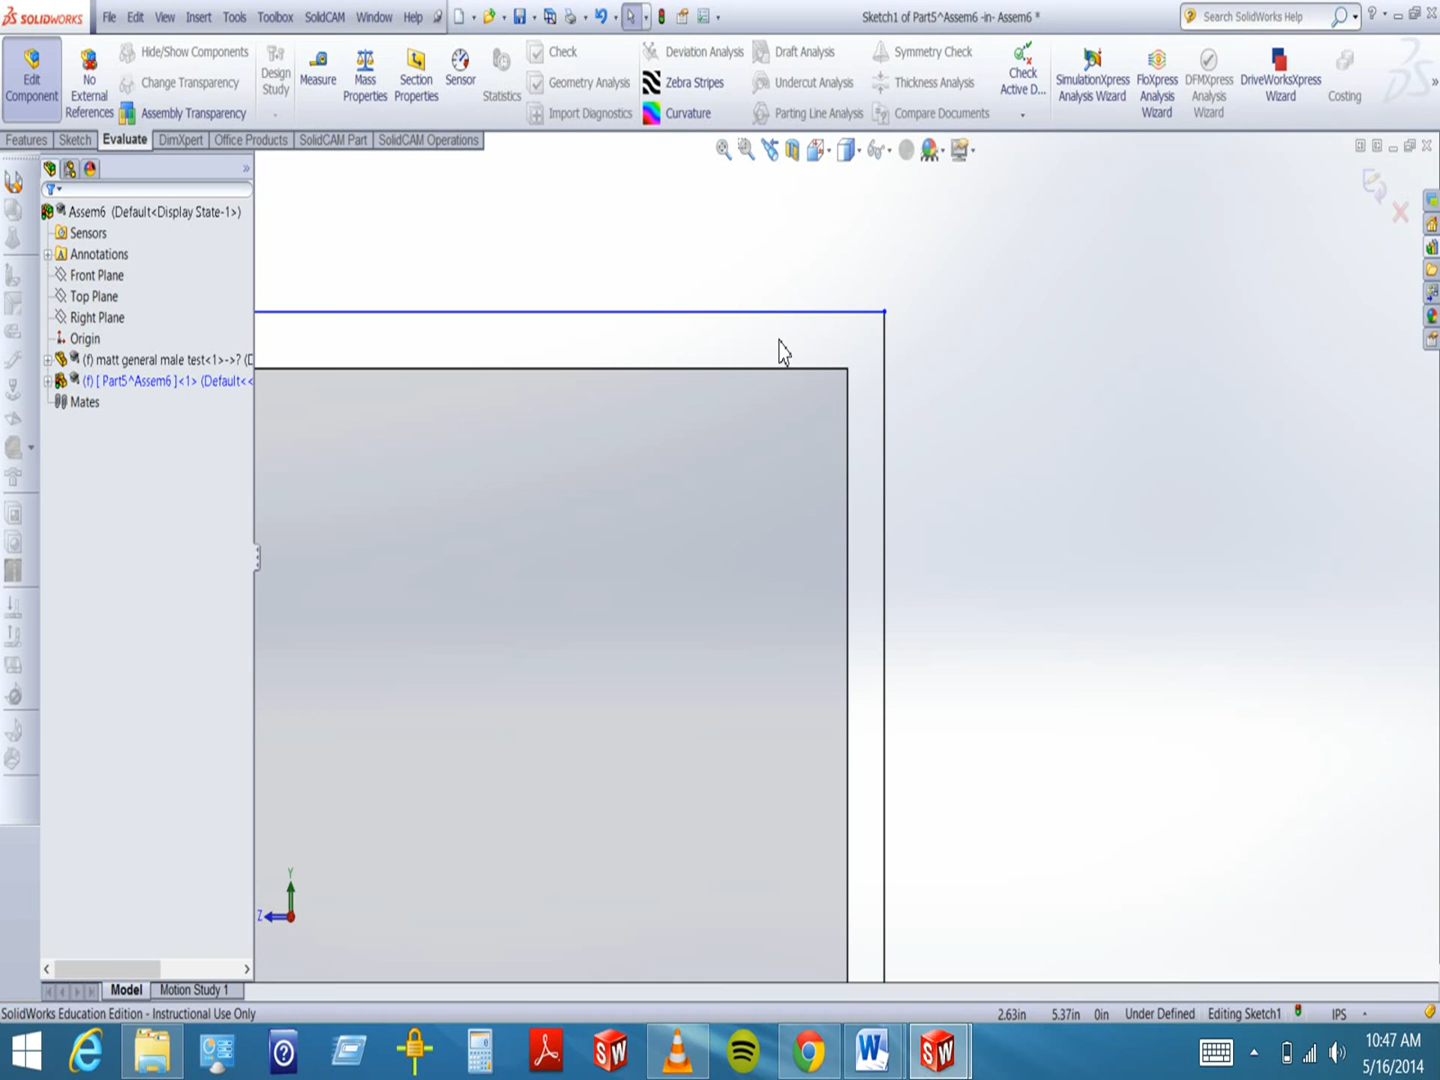 SOLIDWORKS File Edit View Insert Tools Toolbox SolidCAM Window Help Sketch1 of Part5^Assem6 -in- Assem6 * Search SolidWorks Help
Edit Component
No External References
Hide/Show Components
Change Transparency
Assembly Transparency
Design Study
Measure
Mass Properties
Section Properties
Sensor
Statistics
Check
Geometry Analysis
Import Diagnostics
Deviation Analysis
Zebra Stripes
Curvature
Draft Analysis
Undercut Analysis
Parting Line Analysis
Symmetry Check
Thickness Analysis
Compare Documents
Check Active D...
SimulationXpress Analysis Wizard
FloXpress Analysis Wizard
DFMXpress Analysis Wizard
DriveWorksXpress Wizard
Costing
Features Sketch Evaluate DimXpert Office Products SolidCAM Part SolidCAM Operations
Assem6 (Default<Display State-1>)
Sensors
Annotations
Front Plane
Top Plane
Right Plane
Origin
(f) matt general male test<1>->? (D
(f) [ Part5^Assem6 ]<1> (Default<<
Mates
Y
Z
Model Motion Study 1
SolidWorks Education Edition - Instructional Use Only 2.63in 5.37in 0in Under Defined Editing Sketch1 IPS
10:47 AM
5/16/2014